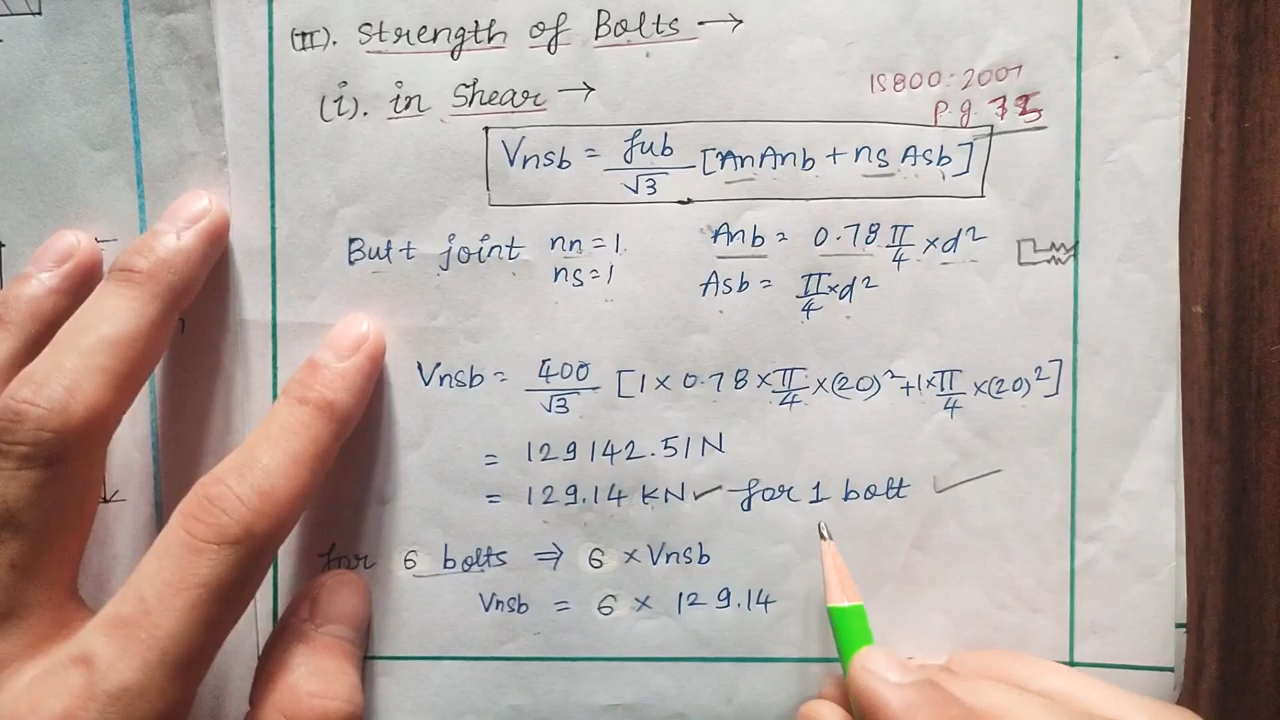 (II). Strength of Bolts →
(i). in Shear →
IS800:2007
P.g. 75
Vnsb = fub/√3 [nnAnb + ns Asb]
Butt joint nn = 1.
ns = 1
Anb = 0.78 π/4 × d²
Asb = π/4 × d²
Vnsb = 400/√3 [1 × 0.78 × π/4 × (20)² + 1 × π/4 × (20)²]
= 129142.51 N
= 129.14 KN ✓ for 1 bolt ✓
for 6 bolts ⇒ 6 × Vnsb
Vnsb = 6 × 129.14